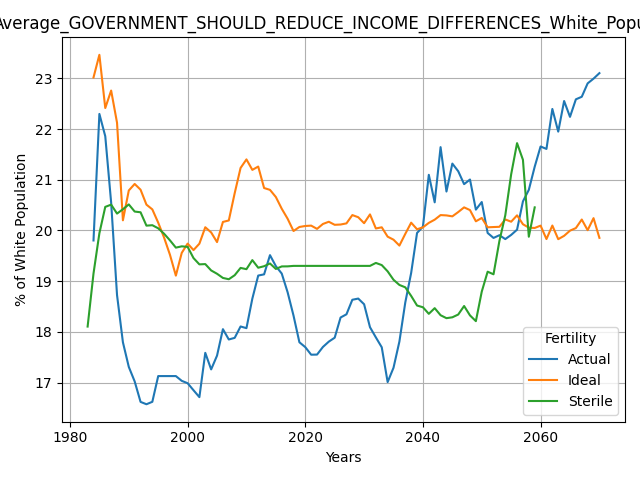 Average_GOVERNMENT_SHOULD_REDUCE_INCOME_DIFFERENCES_White_Popu
% of White Population
23
22
21
20
19
18
17
Fertility
Actual
Ideal
Sterile
1980
2000
2020
2040
2060
Years